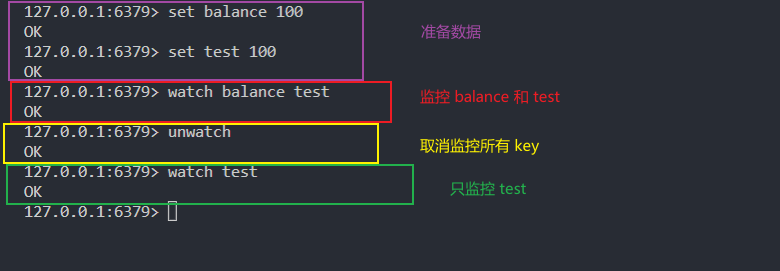 127.0.0.1:6379> set balance 100
OK
准备数据
127.0.0.1:6379> set test 100
OK
127.0.0.1:6379> watch balance test
监控 balance 和 test
OK
127.0.0.1:6379> unwatch
取消监控所有 key
OK
127.0.0.1:6379> watch test
只监控 test
OK
127.0.0.1:6379>